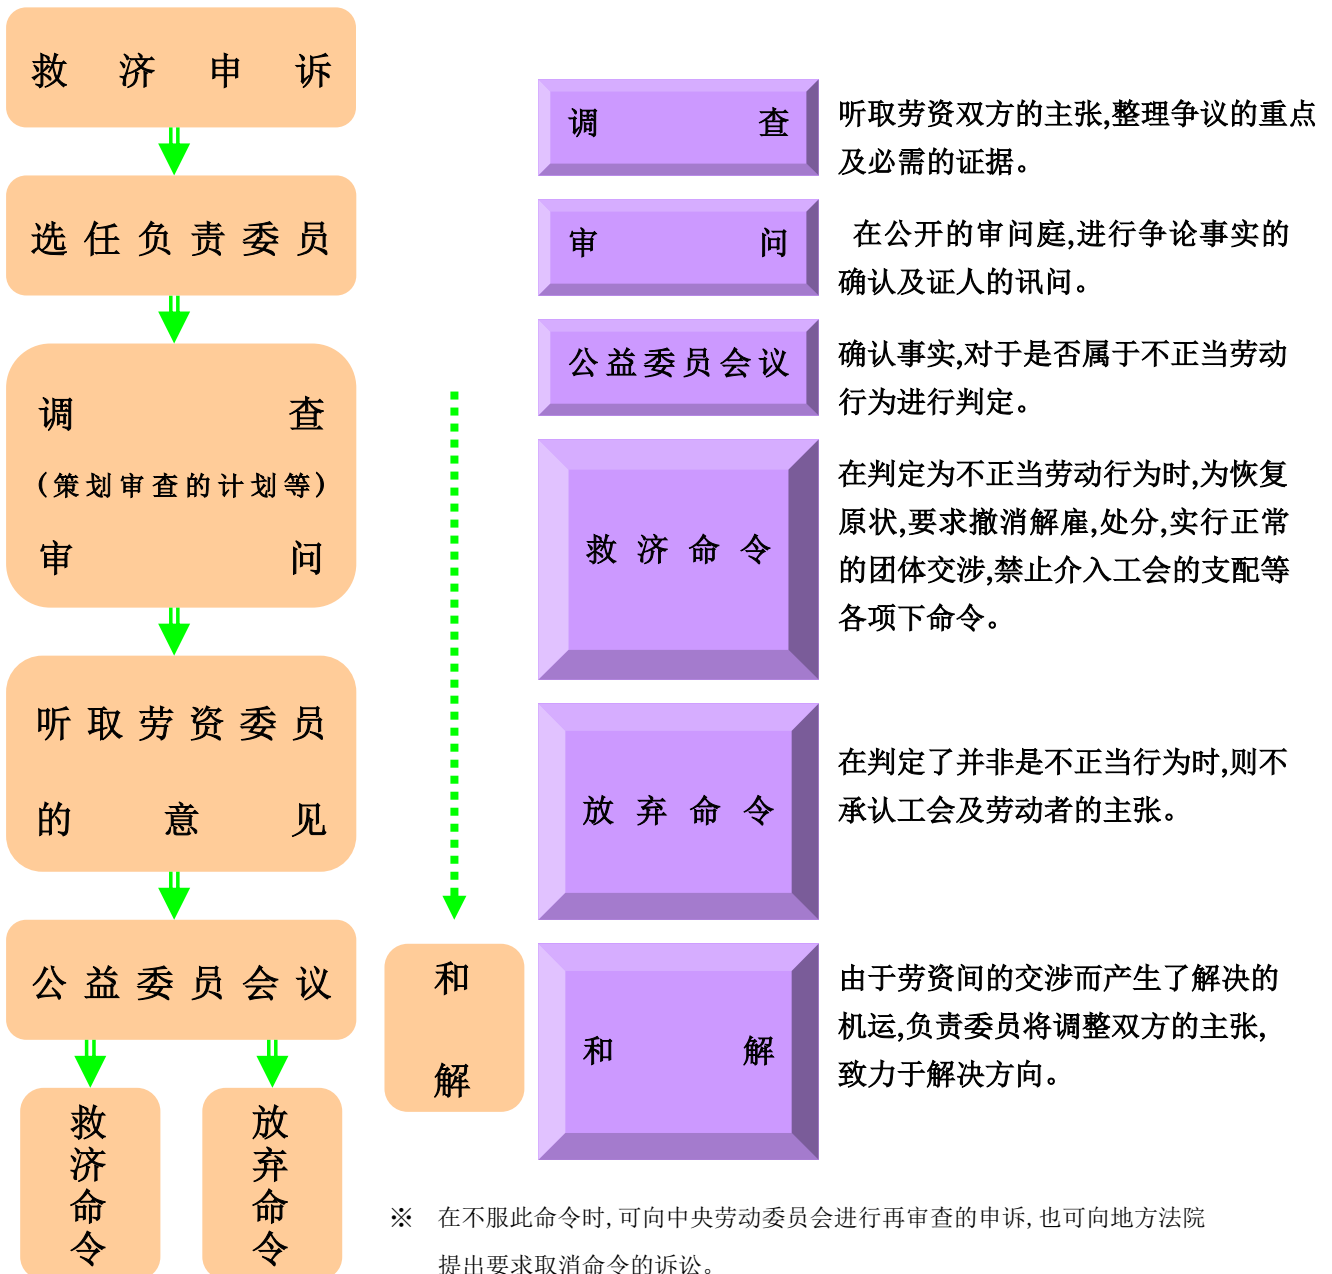 救济申诉
选任负责委员
调查
(策划审查的计划等)
审问
听取劳资委员
的意见
公益委员会议
救济命令
放弃命令
和解
调查
听取劳资双方的主张,整理争议的重点
及必需的证据。
审问
在公开的审问庭,进行争论事实的
确认及证人的讯问。
公益委员会议
确认事实,对于是否属于不正当劳动
行为进行判定。
救济命令
在判定为不正当劳动行为时,为恢复
原状,要求撤消解雇,处分,实行正常
的团体交涉,禁止介入工会的支配等
各项下命令。
放弃命令
在判定了并非是不正当行为时,则不
承认工会及劳动者的主张。
和解
由于劳资间的交涉而产生了解决的
机运,负责委员将调整双方的主张,
致力于解决方向。
※ 在不服此命令时,可向中央劳动委员会进行再审查的申诉,也可向地方法院
提出要求取消命令的诉讼。